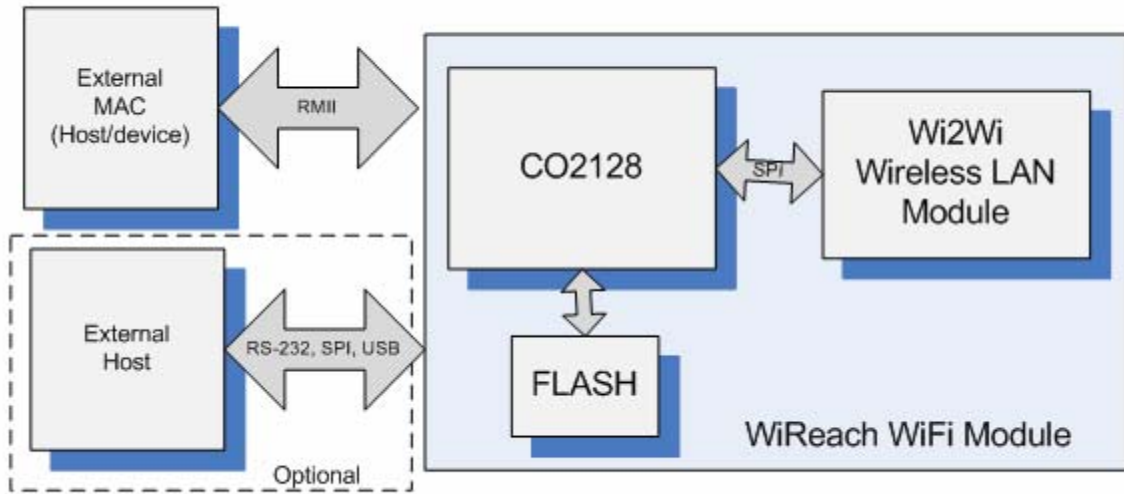 External
MAC
(Host/device)
RMII
CO2128
SPI
Wi2Wi
Wireless LAN
Module
External
Host
RS-232, SPI, USB
FLASH
WiReach WiFi Module
Optional